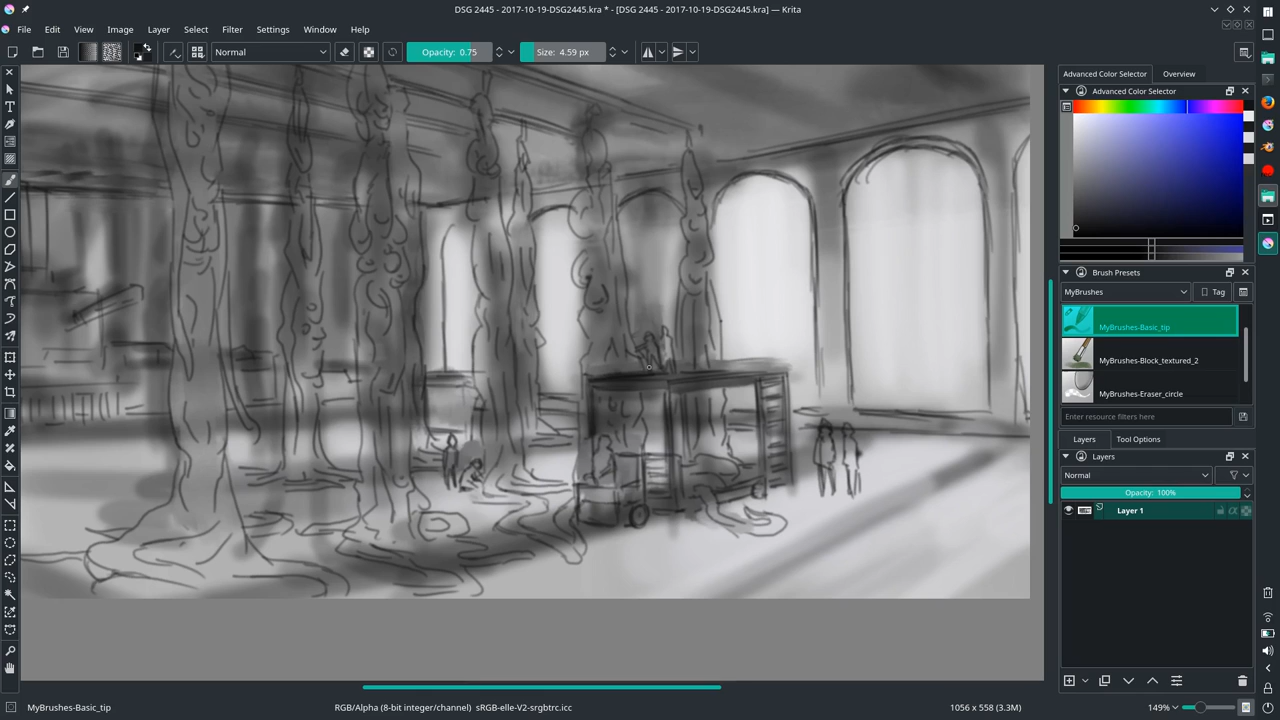 DSG 2445 - 2017-10-19-DSG2445.kra * - [DSG 2445 - 2017-10-19-DSG2445.kra] — Krita
File Edit View Image Layer Select Filter Settings Window Help
Normal Opacity: 0.75 Size: 4.59 px
Advanced Color Selector Overview
Advanced Color Selector
Brush Presets
MyBrushes Tag
MyBrushes-Basic_tip
MyBrushes-Block_textured_2
MyBrushes-Eraser_circle
Enter resource filters here
Layers Tool Options
Layers
Normal
Opacity: 100%
Layer 1
MyBrushes-Basic_tip RGB/Alpha (8-bit integer/channel) sRGB-elle-V2-srgbtrc.icc 1056 x 558 (3.3M) 149%